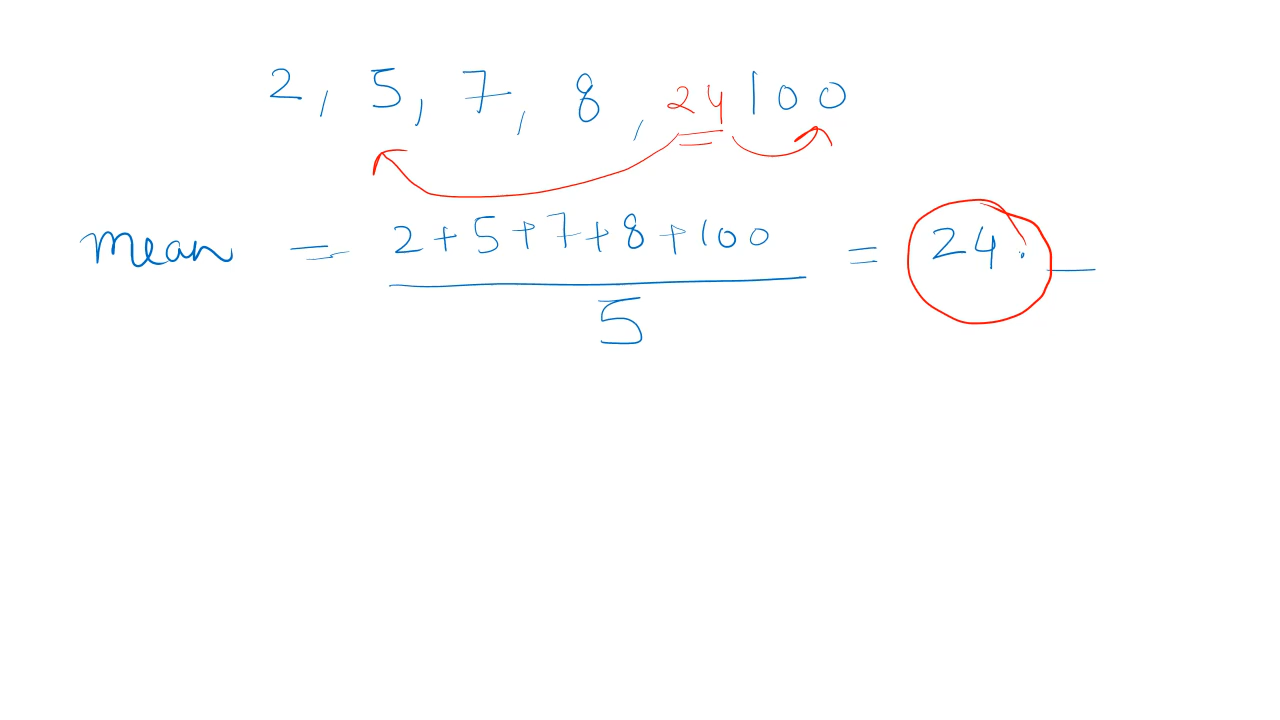 2, 5, 7, 8, 24 100
mean = 2+5+7+8+100 = 24.
5